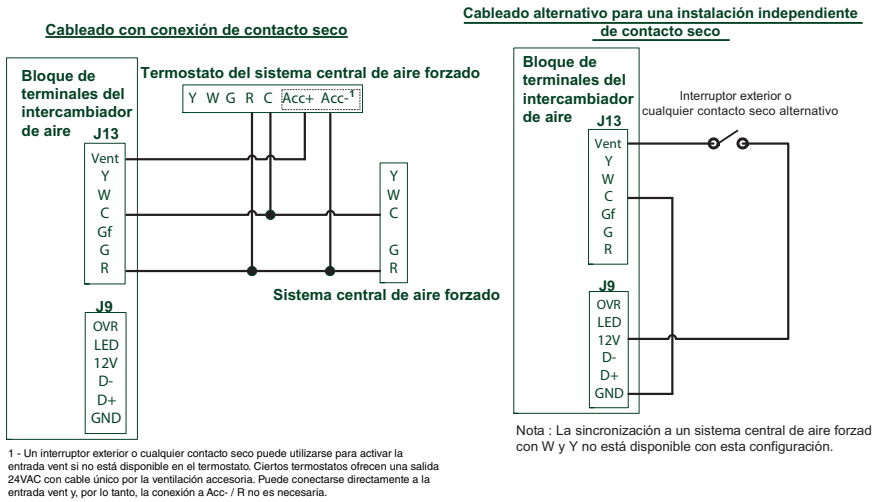 Cableado con conexión de contacto seco
Bloque de
terminales del
intercambiador
de aire
J13
Vent
Y
W
C
Gf
G
R
J9
OVR
LED
12V
D-
D+
GND
Termostato del sistema central de aire forzado
Y W G R C Acc+ Acc-1
Y
W
C
G
R
Sistema central de aire forzado
1 - Un interruptor exterior o cualquier contacto seco puede utilizarse para activar la
entrada vent si no está disponible en el termostato. Ciertos termostatos ofrecen una salida
24VAC con cable único por la ventilación accesoria. Puede conectarse directamente a la
entrada vent y, por lo tanto, la conexión a Acc- / R no es necesaria.
Cableado alternativo para una instalación independiente
de contacto seco
Bloque de
terminales del
intercambiador
de aire
J13
Vent
Y
W
C
Gf
G
R
J9
OVR
LED
12V
D-
D+
GND
Interruptor exterior o
cualquier contacto seco alternativo
Nota : La sincronización a un sistema central de aire forzad
con W y Y no está disponible con esta configuración.